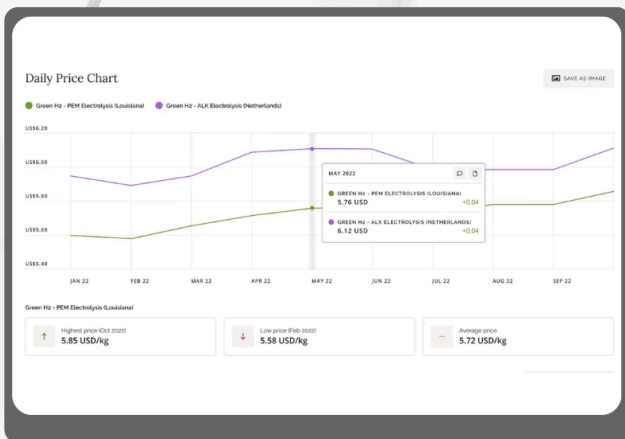 Daily Price Chart
SAVE AS IMAGE
Green H2 - PEM Electrolysis (Louisiana)
Green H2 - ALK Electrolysis (Netherlands)
US$6.20
US$6.00
US$5.80
US$5.60
US$5.40
MAY 2022
GREEN H2 - PEM ELECTROLYSIS (LOUISIANA)
5.76 USD +0.04
GREEN H2 - ALK ELECTROLYSIS (NETHERLANDS)
6.12 USD +0.04
JAN 22 FEB 22 MAR 22 APR 22 MAY 22 JUN 22 JUL 22 AUG 22 SEP 22
Green H2 - PEM Electrolysis (Louisiana)
Highest price (Oct 2022)
5.85 USD/kg
Low price (Feb 2022)
5.58 USD/kg
Average price
5.72 USD/kg